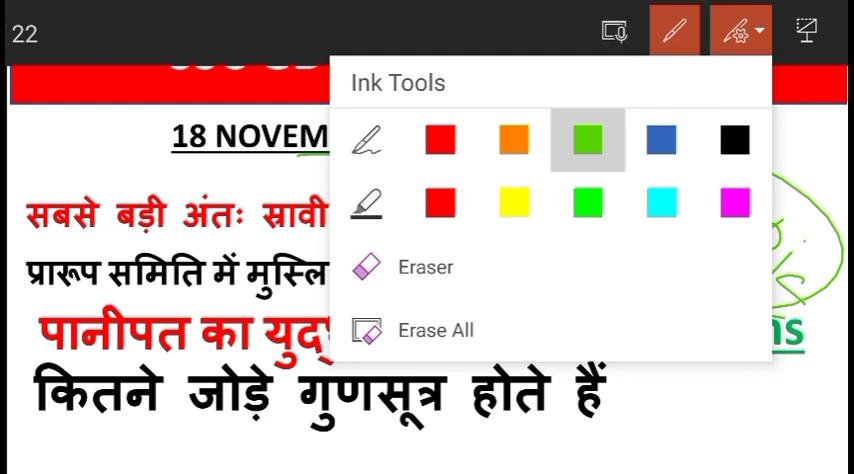 22
Ink Tools
18 NOVEM
सबसे बड़ी अंतः स्रावी
Eraser
प्रारूप समिति में मुस्लि
Erase All
पानीपत का युद्ध
कितने जोड़े गुणसूत्र होते हैं